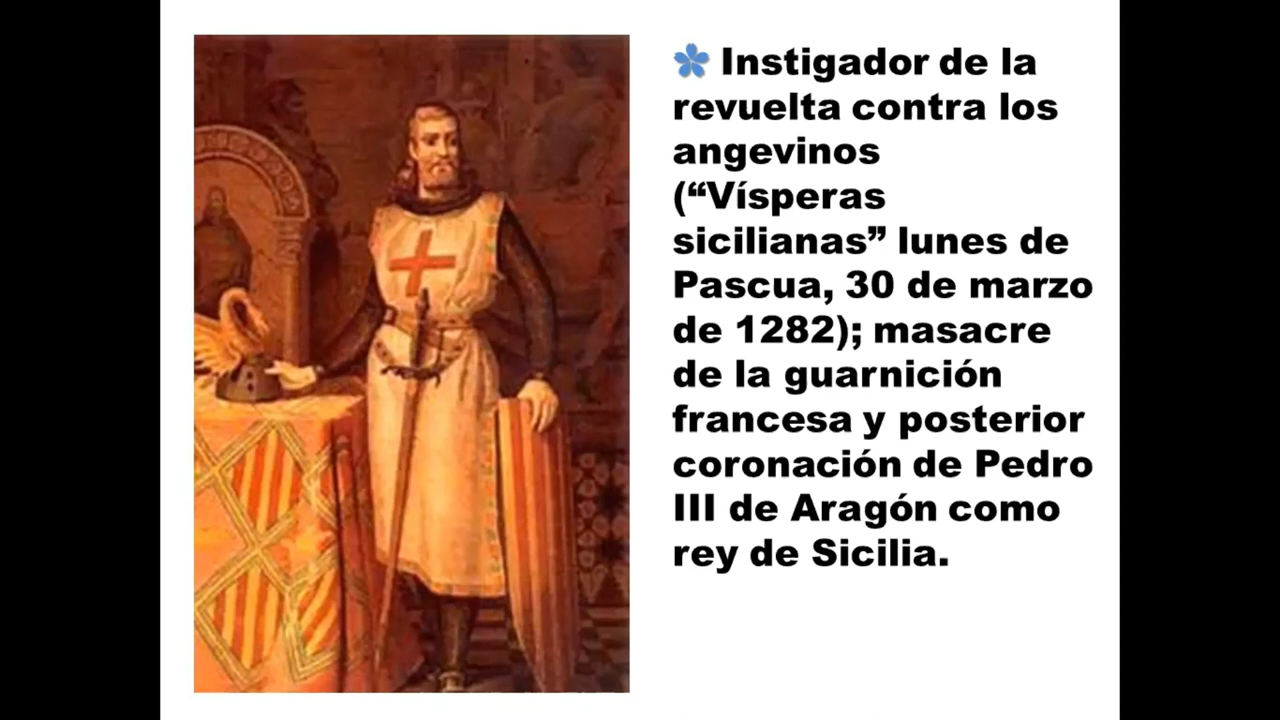 Instigador de la
revuelta contra los
angevinos
(“Vísperas
sicilianas” lunes de
Pascua, 30 de marzo
de 1282); masacre
de la guarnición
francesa y posterior
coronación de Pedro
III de Aragón como
rey de Sicilia.